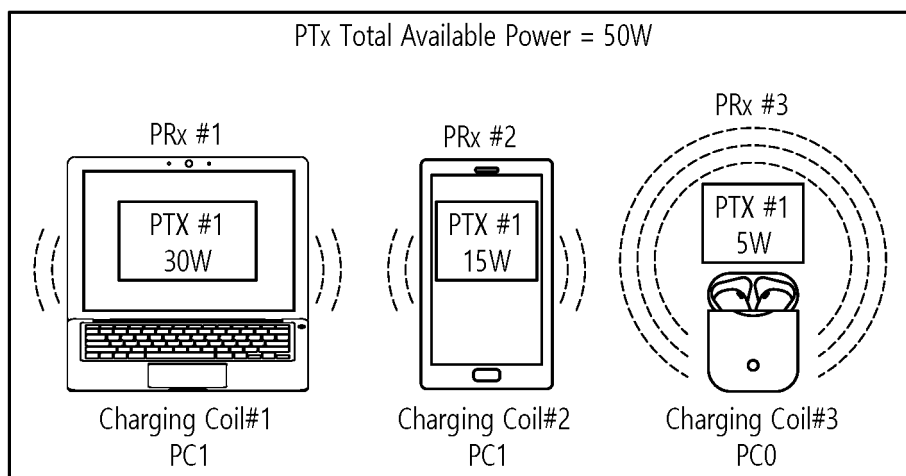 PTx Total Available Power = 50W
PRx #1
PTX #1
30W
Charging Coil#1
PC1
PRx #2
PTX #1
15W
Charging Coil#2
PC1
PRx #3
PTX #1
5W
Charging Coil#3
PC0